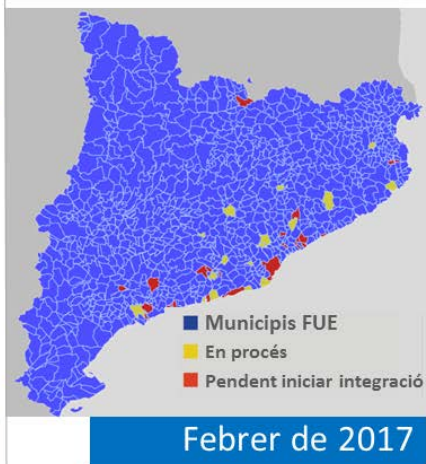 Municipis FUE
En procés
Pendent iniciar integració
Febrer de 2017